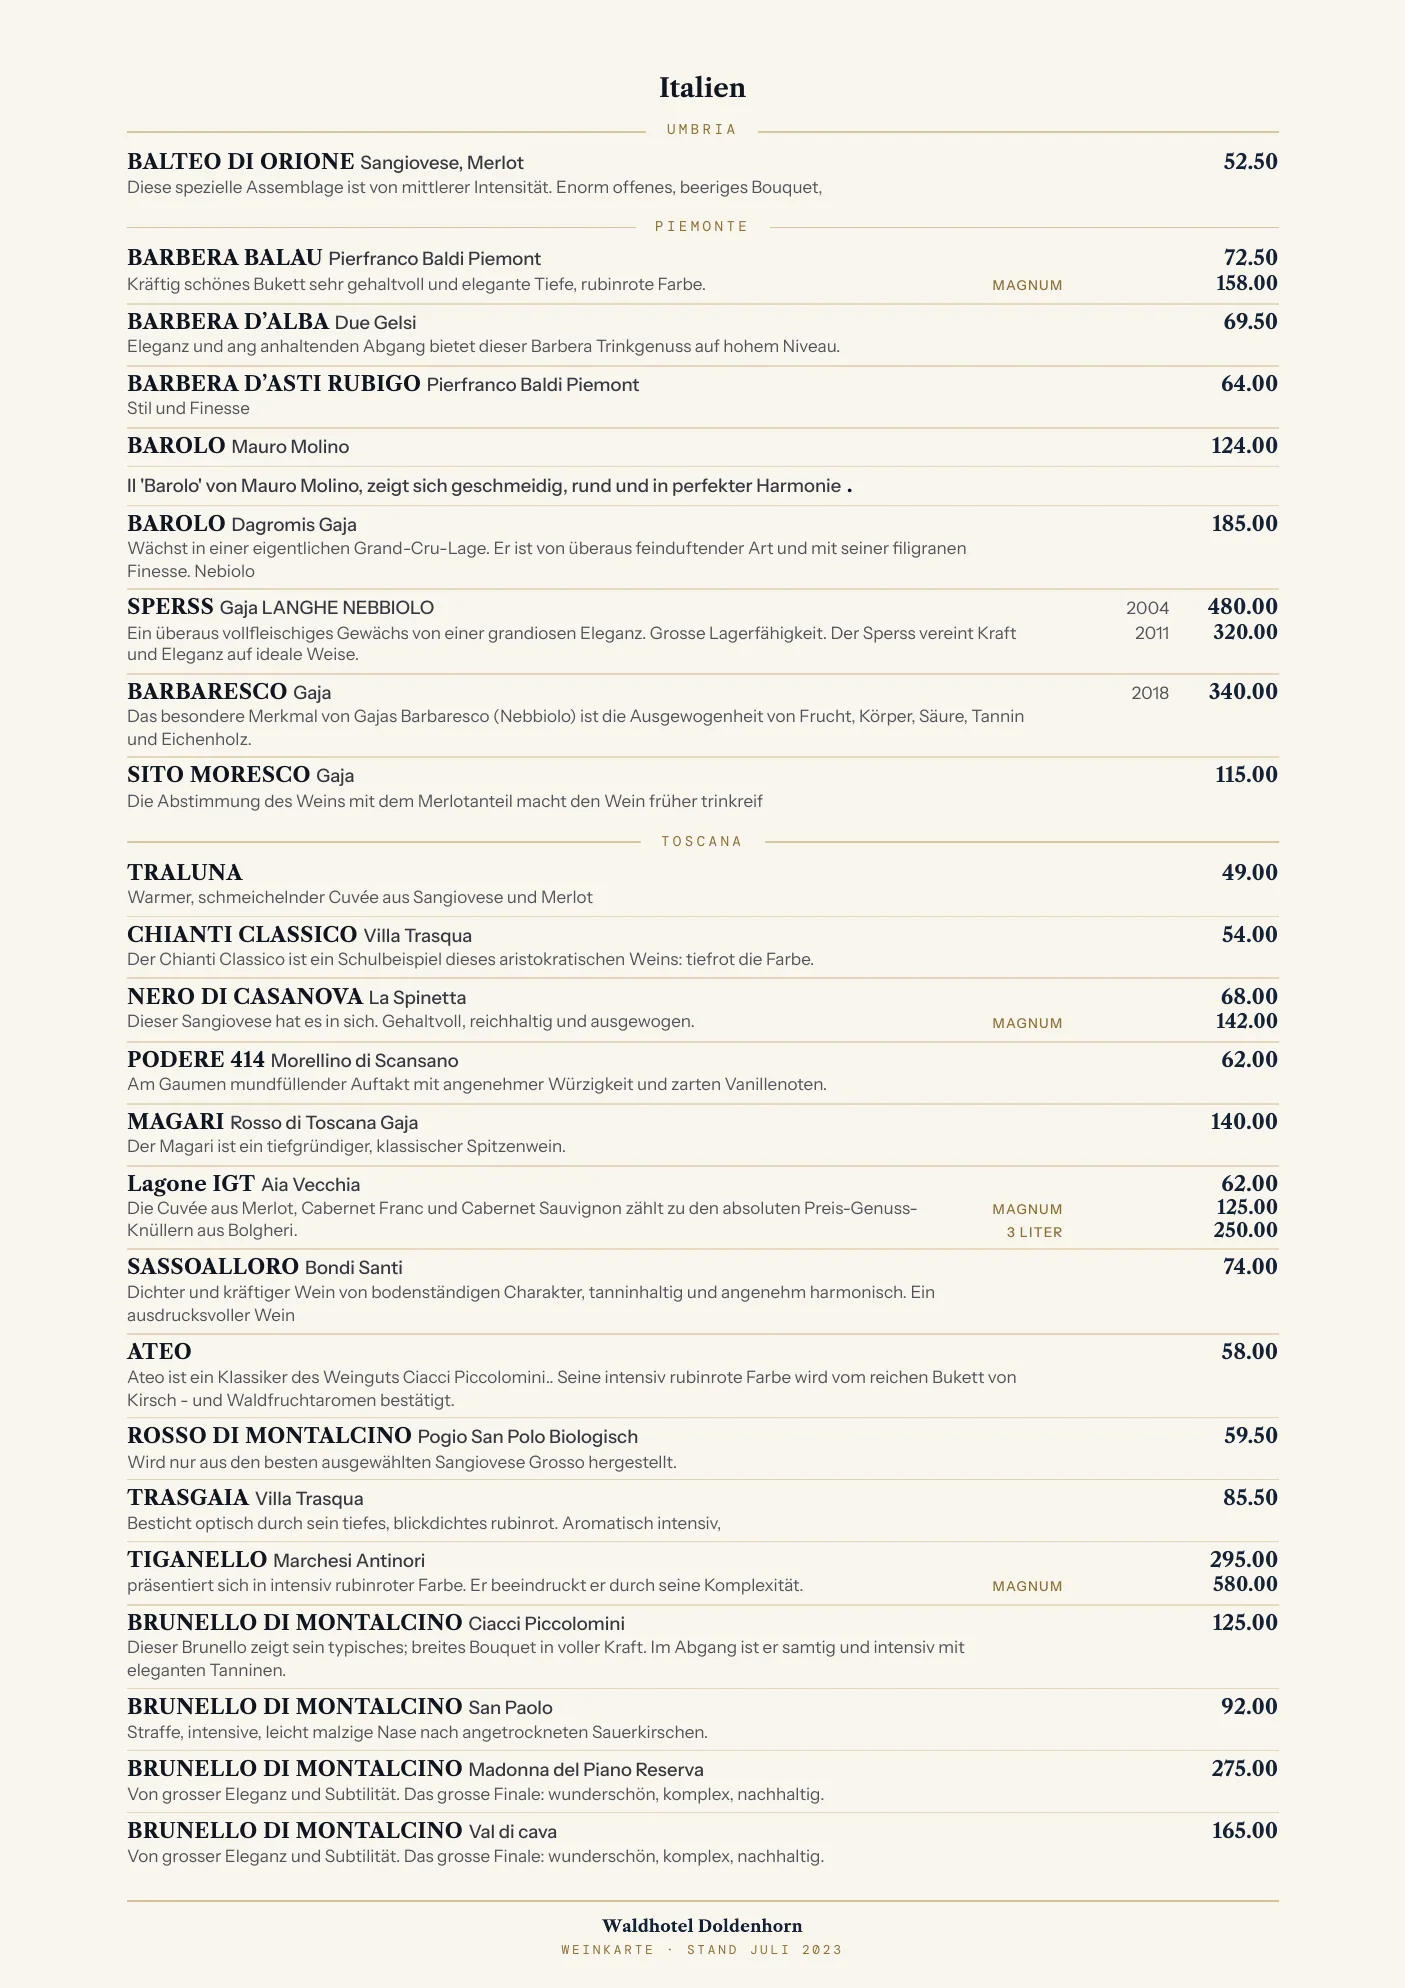 Italien
UMBRIA
BALTEO DI ORIONE Sangiovese, Merlot 52.50
Diese spezielle Assemblage ist von mittlerer Intensität. Enorm offenes, beeriges Bouquet,
PIEMONTE
BARBERA BALAU Pierfranco Baldi Piemont 72.50
Kräftig schönes Bukett sehr gehaltvoll und elegante Tiefe, rubinrote Farbe. MAGNUM 158.00
BARBERA D’ALBA Due Gelsi 69.50
Eleganz und ang anhaltenden Abgang bietet dieser Barbera Trinkgenuss auf hohem Niveau.
BARBERA D’ASTI RUBIGO Pierfranco Baldi Piemont 64.00
Stil und Finesse
BAROLO Mauro Molino 124.00
Il 'Barolo' von Mauro Molino, zeigt sich geschmeidig, rund und in perfekter Harmonie .
BAROLO Dagromis Gaja 185.00
Wächst in einer eigentlichen Grand-Cru-Lage. Er ist von überaus feinduftender Art und mit seiner filigranen
Finesse. Nebiolo
SPERSS Gaja LANGHE NEBBIOLO 2004 480.00
Ein überaus vollfleischiges Gewächs von einer grandiosen Eleganz. Grosse Lagerfähigkeit. Der Sperss vereint Kraft 2011 320.00
und Eleganz auf ideale Weise.
BARBARESCO Gaja 2018 340.00
Das besondere Merkmal von Gajas Barbaresco (Nebbiolo) ist die Ausgewogenheit von Frucht, Körper, Säure, Tannin
und Eichenholz.
SITO MORESCO Gaja 115.00
Die Abstimmung des Weins mit dem Merlotanteil macht den Wein früher trinkreif
TOSCANA
TRALUNA 49.00
Warmer, schmeichelnder Cuvée aus Sangiovese und Merlot
CHIANTI CLASSICO Villa Trasqua 54.00
Der Chianti Classico ist ein Schulbeispiel dieses aristokratischen Weins: tiefrot die Farbe.
NERO DI CASANOVA La Spinetta 68.00
Dieser Sangiovese hat es in sich. Gehaltvoll, reichhaltig und ausgewogen. MAGNUM 142.00
PODERE 414 Morellino di Scansano 62.00
Am Gaumen mundfüllender Auftakt mit angenehmer Würzigkeit und zarten Vanillenoten.
MAGARI Rosso di Toscana Gaja 140.00
Der Magari ist ein tiefgründiger, klassischer Spitzenwein.
Lagone IGT Aia Vecchia 62.00
Die Cuvée aus Merlot, Cabernet Franc und Cabernet Sauvignon zählt zu den absoluten Preis-Genuss- MAGNUM 125.00
Knüllern aus Bolgheri. 3 LITER 250.00
SASSOALLORO Bondi Santi 74.00
Dichter und kräftiger Wein von bodenständigen Charakter, tanninhaltig und angenehm harmonisch. Ein
ausdrucksvoller Wein
ATEO 58.00
Ateo ist ein Klassiker des Weinguts Ciacci Piccolomini.. Seine intensiv rubinrote Farbe wird vom reichen Bukett von
Kirsch - und Waldfruchtaromen bestätigt.
ROSSO DI MONTALCINO Pogio San Polo Biologisch 59.50
Wird nur aus den besten ausgewählten Sangiovese Grosso hergestellt.
TRASGAIA Villa Trasqua 85.50
Besticht optisch durch sein tiefes, blickdichtes rubinrot. Aromatisch intensiv,
TIGANELLO Marchesi Antinori 295.00
präsentiert sich in intensiv rubinroter Farbe. Er beeindruckt er durch seine Komplexität. MAGNUM 580.00
BRUNELLO DI MONTALCINO Ciacci Piccolomini 125.00
Dieser Brunello zeigt sein typisches; breites Bouquet in voller Kraft. Im Abgang ist er samtig und intensiv mit
eleganten Tanninen.
BRUNELLO DI MONTALCINO San Paolo 92.00
Straffe, intensive, leicht malzige Nase nach angetrockneten Sauerkirschen.
BRUNELLO DI MONTALCINO Madonna del Piano Reserva 275.00
Von grosser Eleganz und Subtilität. Das grosse Finale: wunderschön, komplex, nachhaltig.
BRUNELLO DI MONTALCINO Val di cava 165.00
Von grosser Eleganz und Subtilität. Das grosse Finale: wunderschön, komplex, nachhaltig.
Waldhotel Doldenhorn
WEINKARTE · STAND JULI 2023